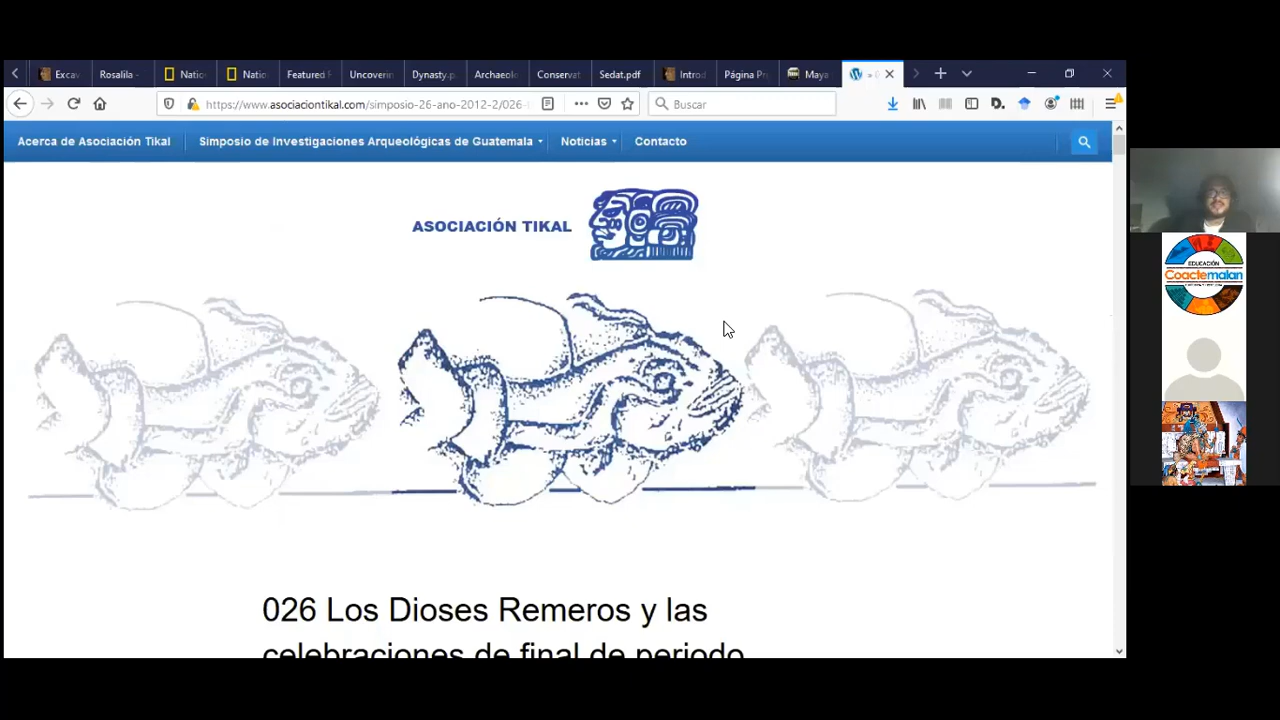 Excav
Rosalila -
Natio
Natio
Featured
Uncoverin
Dynasty.p
Archaeolo
Conservat
Sedat.pdf
Introd
Página Pr
Maya
https://www.asociaciontikal.com/simposio-26-ano-2012-2/026-
Buscar
Acerca de Asociación Tikal
Simposio de Investigaciones Arqueológicas de Guatemala
Noticias
Contacto
ASOCIACIÓN TIKAL
EDUCACIÓN
Coactemalan
026 Los Dioses Remeros y las
celebraciones de final de periodo